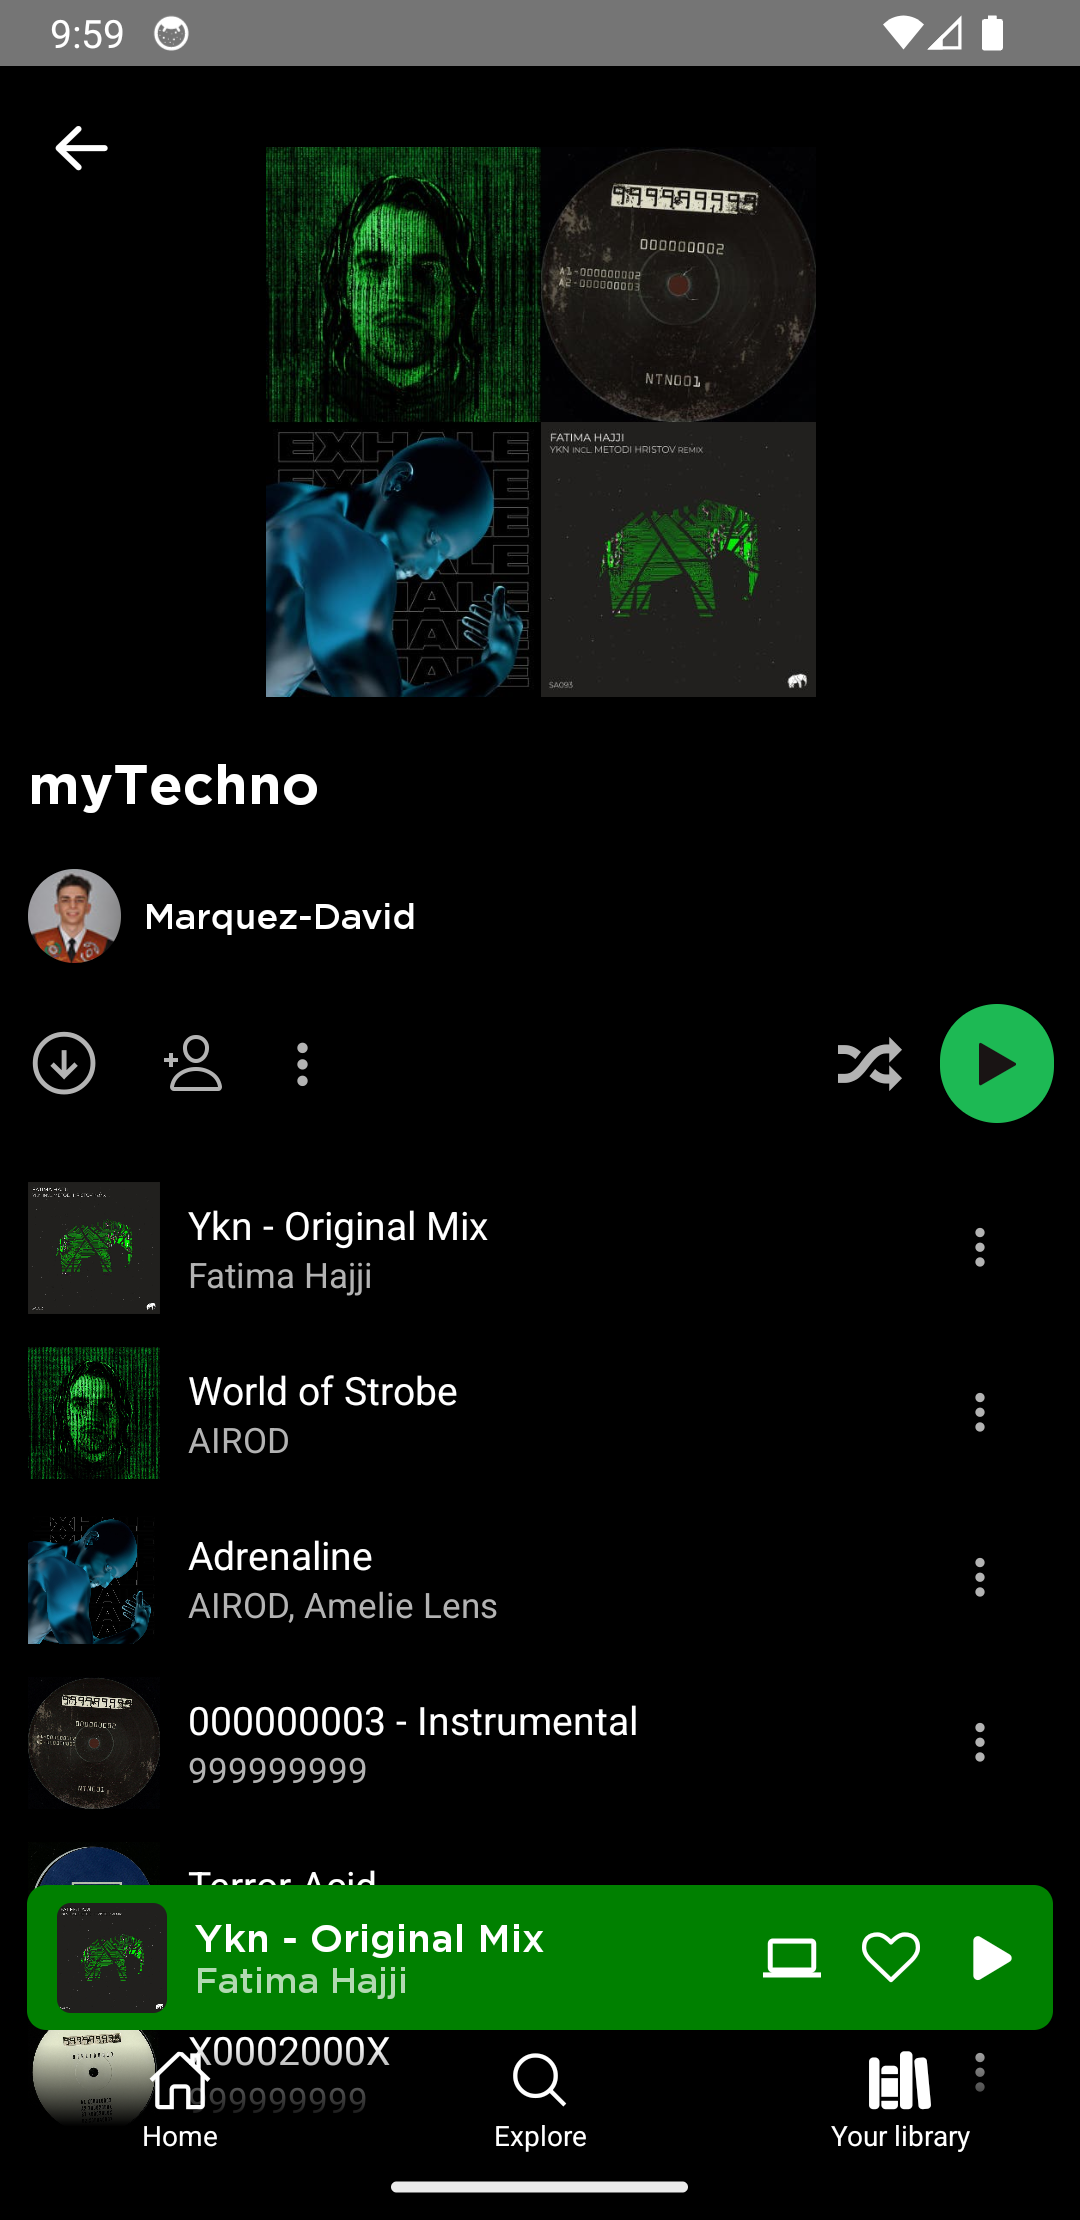 9:59
999999999
000000002
A1-000000002
A2-000000003
NTN001
EXHALE
FATIMA HAJJI
YKN INCL. METODI HRISTOV REMIX
SA093
myTechno
Marquez-David
Ykn - Original Mix
Fatima Hajji
World of Strobe
AIROD
Adrenaline
AIROD, Amelie Lens
000000003 - Instrumental
999999999
Terror Acid
Ykn - Original Mix
Fatima Hajji
X0002000X
999999999
Home
Explore
Your library